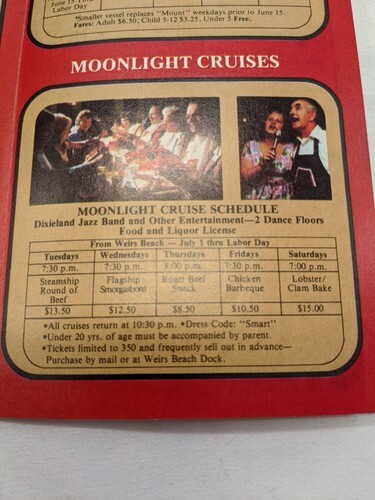 June 15 Thru
Labor Day
*Smaller vessel replaces "Mount" weekdays prior to June 15.
Fares: Adult $6.50; Child 5-12 $3.25, Under 5 Free.
MOONLIGHT CRUISES
MOONLIGHT CRUISE SCHEDULE
Dixieland Jazz Band and Other Entertainment—2 Dance Floors
Food and Liquor License
From Weirs Beach — July 1 thru Labor Day
Tuesdays Wednesdays Thursdays Fridays Saturdays
7:30 p.m. 7:30 p.m. 8:00 p.m. 7:30 p.m. 7:00 p.m.
Steamship Flagship Roast Beef Chicken Lobster/
Round of Smorgasbord Snack Barbeque Clam Bake
Beef
$13.50 $12.50 $8.50 $10.50 $15.00
•All cruises return at 10:30 p.m. •Dress Code: "Smart"
•Under 20 yrs. of age must be accompanied by parent.
•Tickets limited to 350 and frequently sell out in advance—
Purchase by mail or at Weirs Beach Dock.